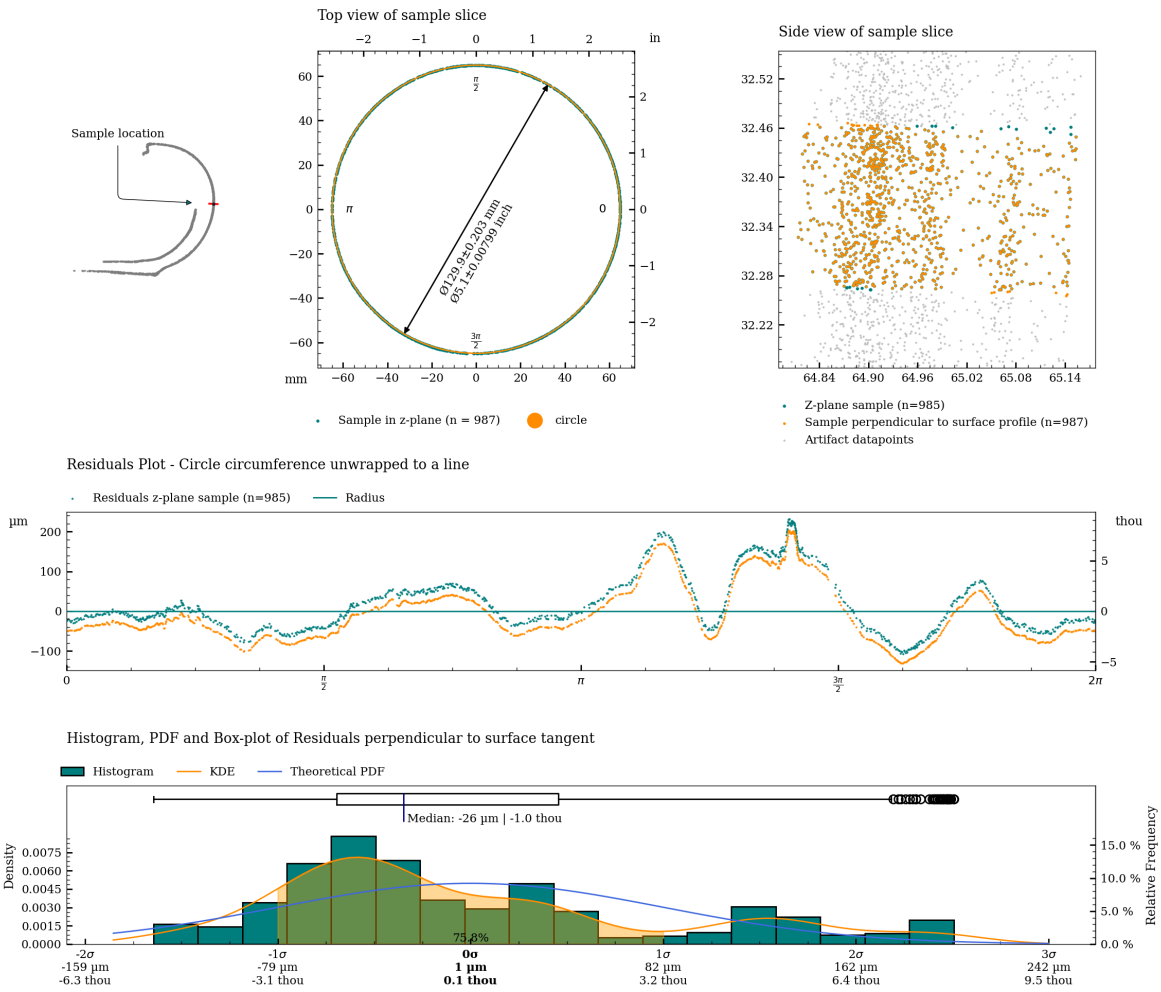 Top view of sample slice
−2 −1 0 1 2 in
60
40
20
0
−20
−40
−60
2
1
0
−1
−2
π/2
π
0
3π/2
Ø129.9±0.203 mm
Ø5.1±0.00799 inch
mm
−60 −40 −20 0 20 40 60
Sample in z-plane (n = 987) circle
Sample location
Side view of sample slice
32.52
32.46
32.40
32.34
32.28
32.22
64.84 64.90 64.96 65.02 65.08 65.14
Z-plane sample (n=985)
Sample perpendicular to surface profile (n=987)
Artifact datapoints
Residuals Plot - Circle circumference unwrapped to a line
Residuals z-plane sample (n=985) Radius
µm
200
100
0
−100
thou
5
0
−5
0 π/2 π 3π/2 2π
Histogram, PDF and Box-plot of Residuals perpendicular to surface tangent
Histogram KDE Theoretical PDF
Median: -26 µm | -1.0 thou
Density
0.0075
0.0060
0.0045
0.0030
0.0015
0.0000
Relative Frequency
15.0 %
10.0 %
5.0 %
0.0 %
75.8%
-2σ -1σ 0σ 1σ 2σ 3σ
-159 µm -79 µm 1 µm 82 µm 162 µm 242 µm
-6.3 thou -3.1 thou 0.1 thou 3.2 thou 6.4 thou 9.5 thou